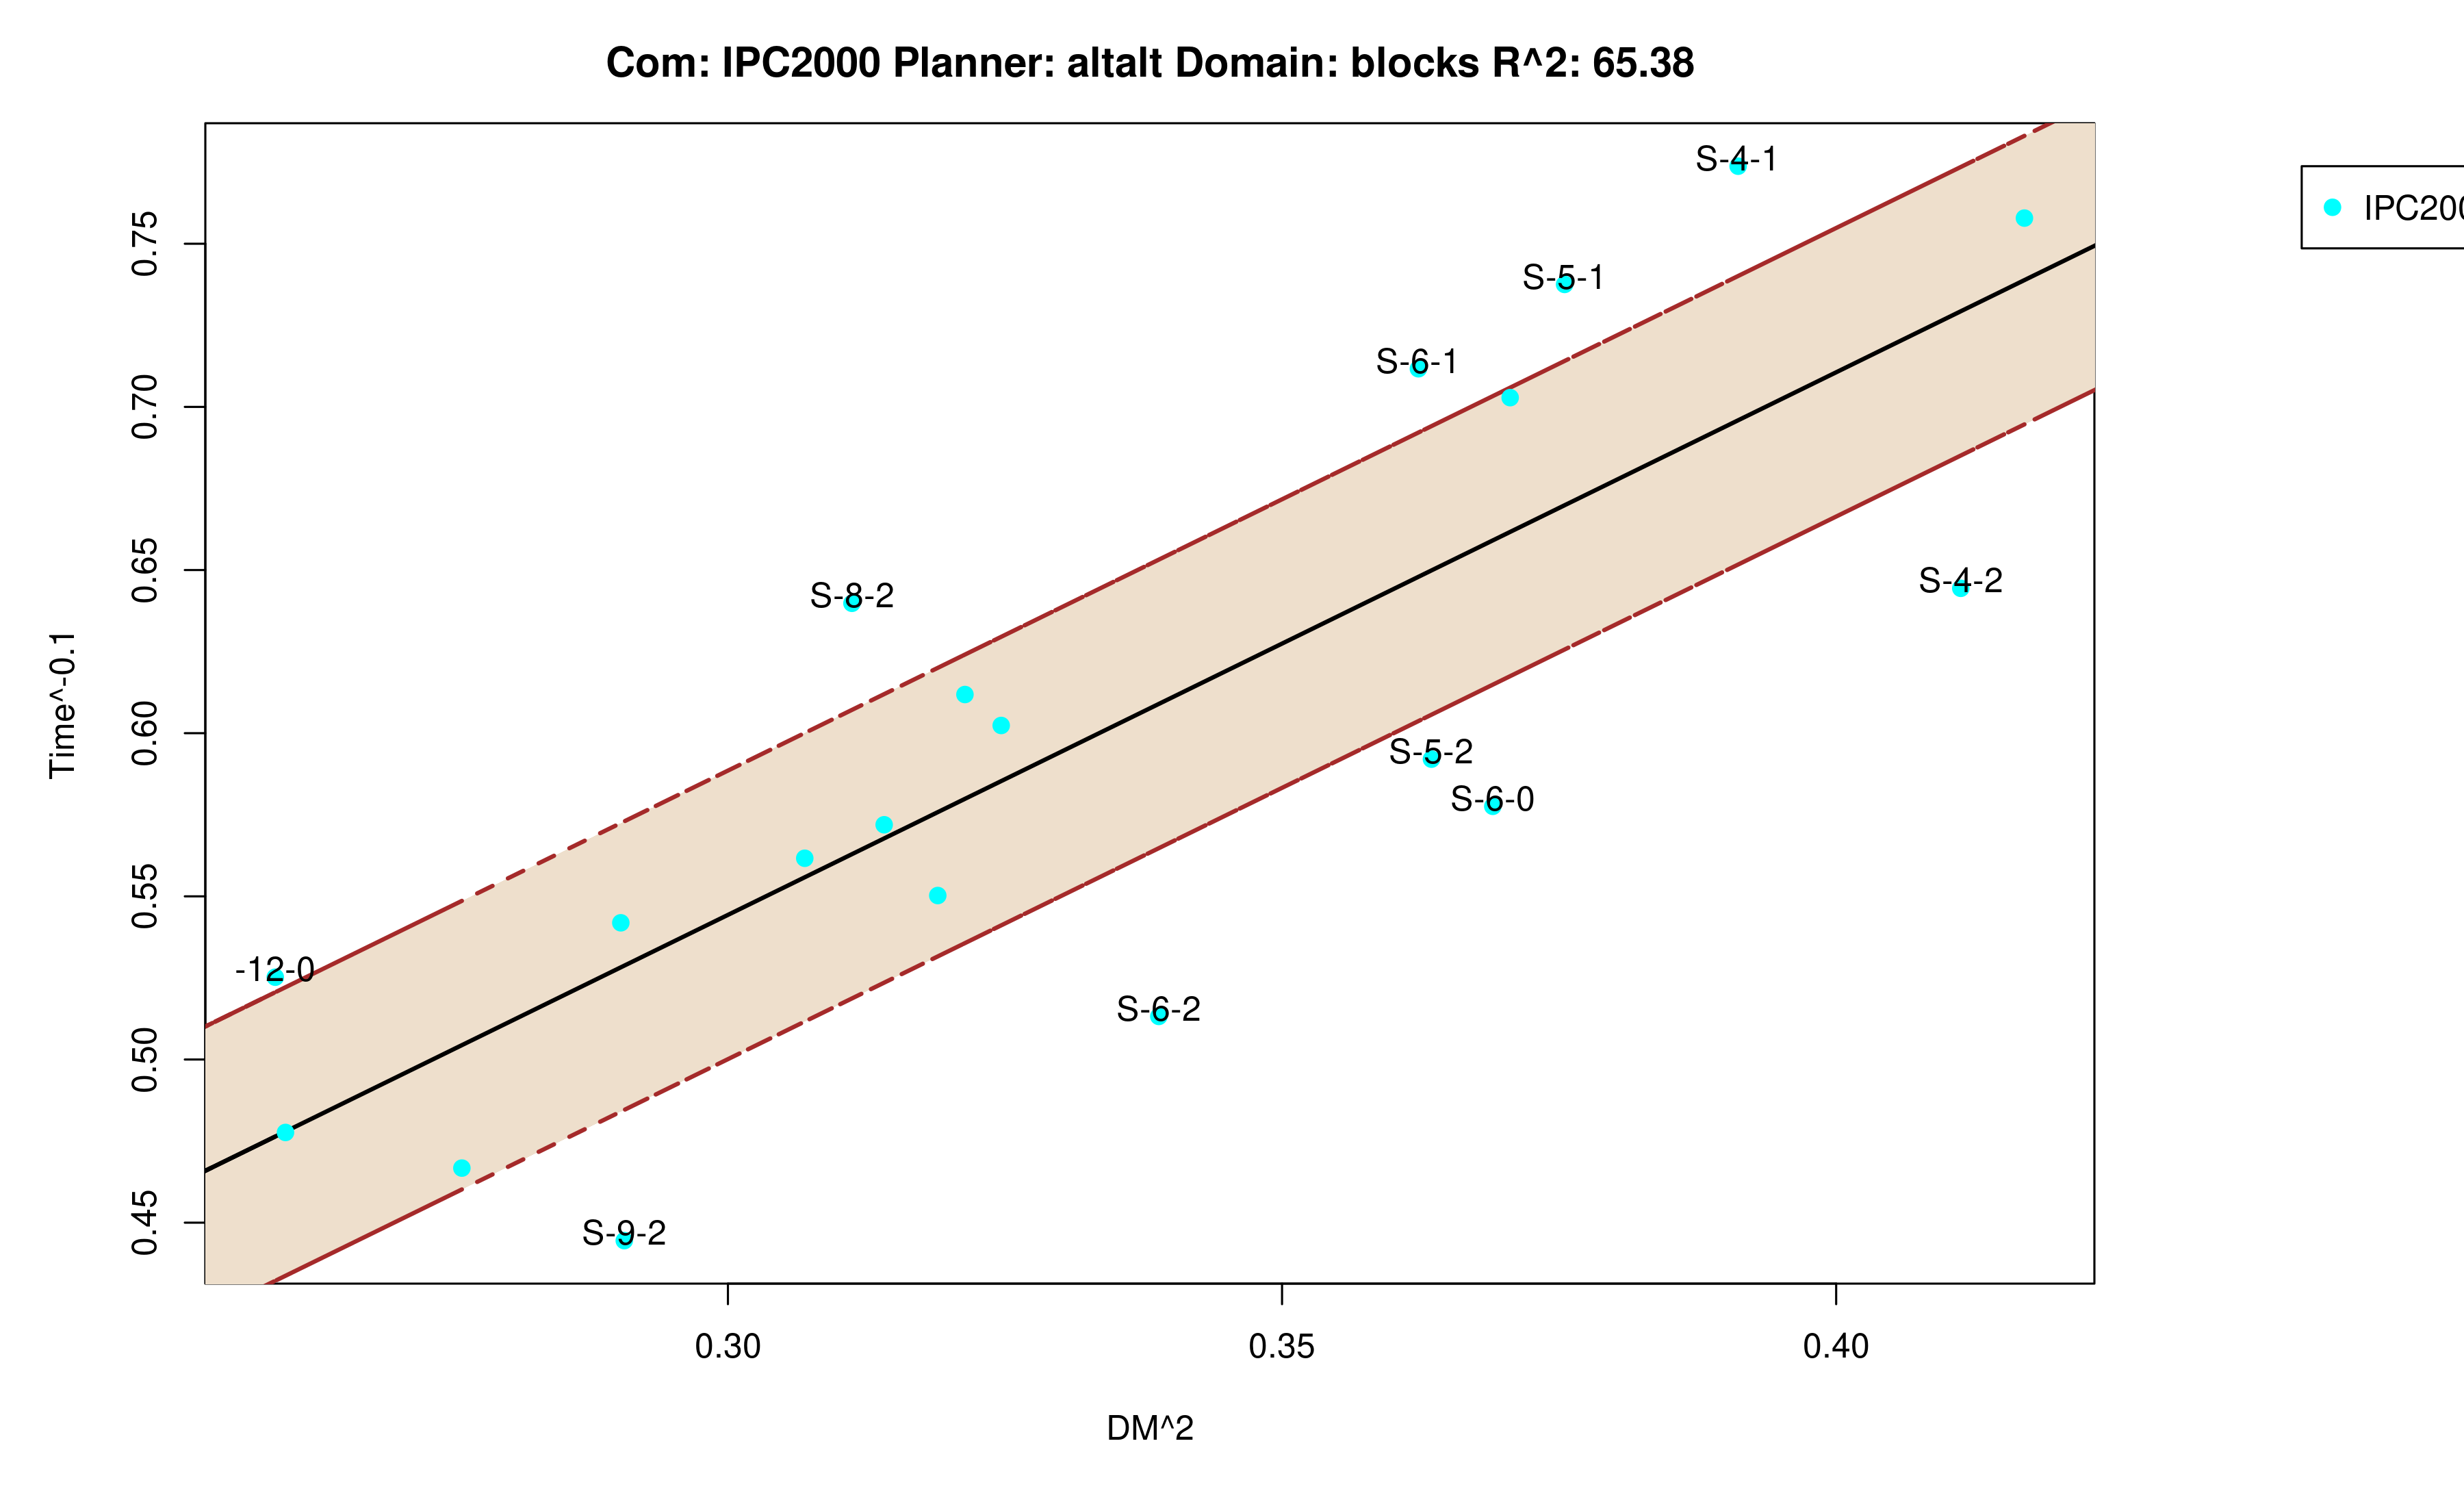 Com: IPC2000 Planner: altalt Domain: blocks R^2: 65.38
S-4-1
IPC200
0.75
S-5-1
S-6-1
0.70
0.65
S-8-2
S-4-2
Time^-0.1
0.60
S-5-2
S-6-0
0.55
-12-0
0.50
S-6-2
0.45
S-9-2
0.30 0.35 0.40
DM^2